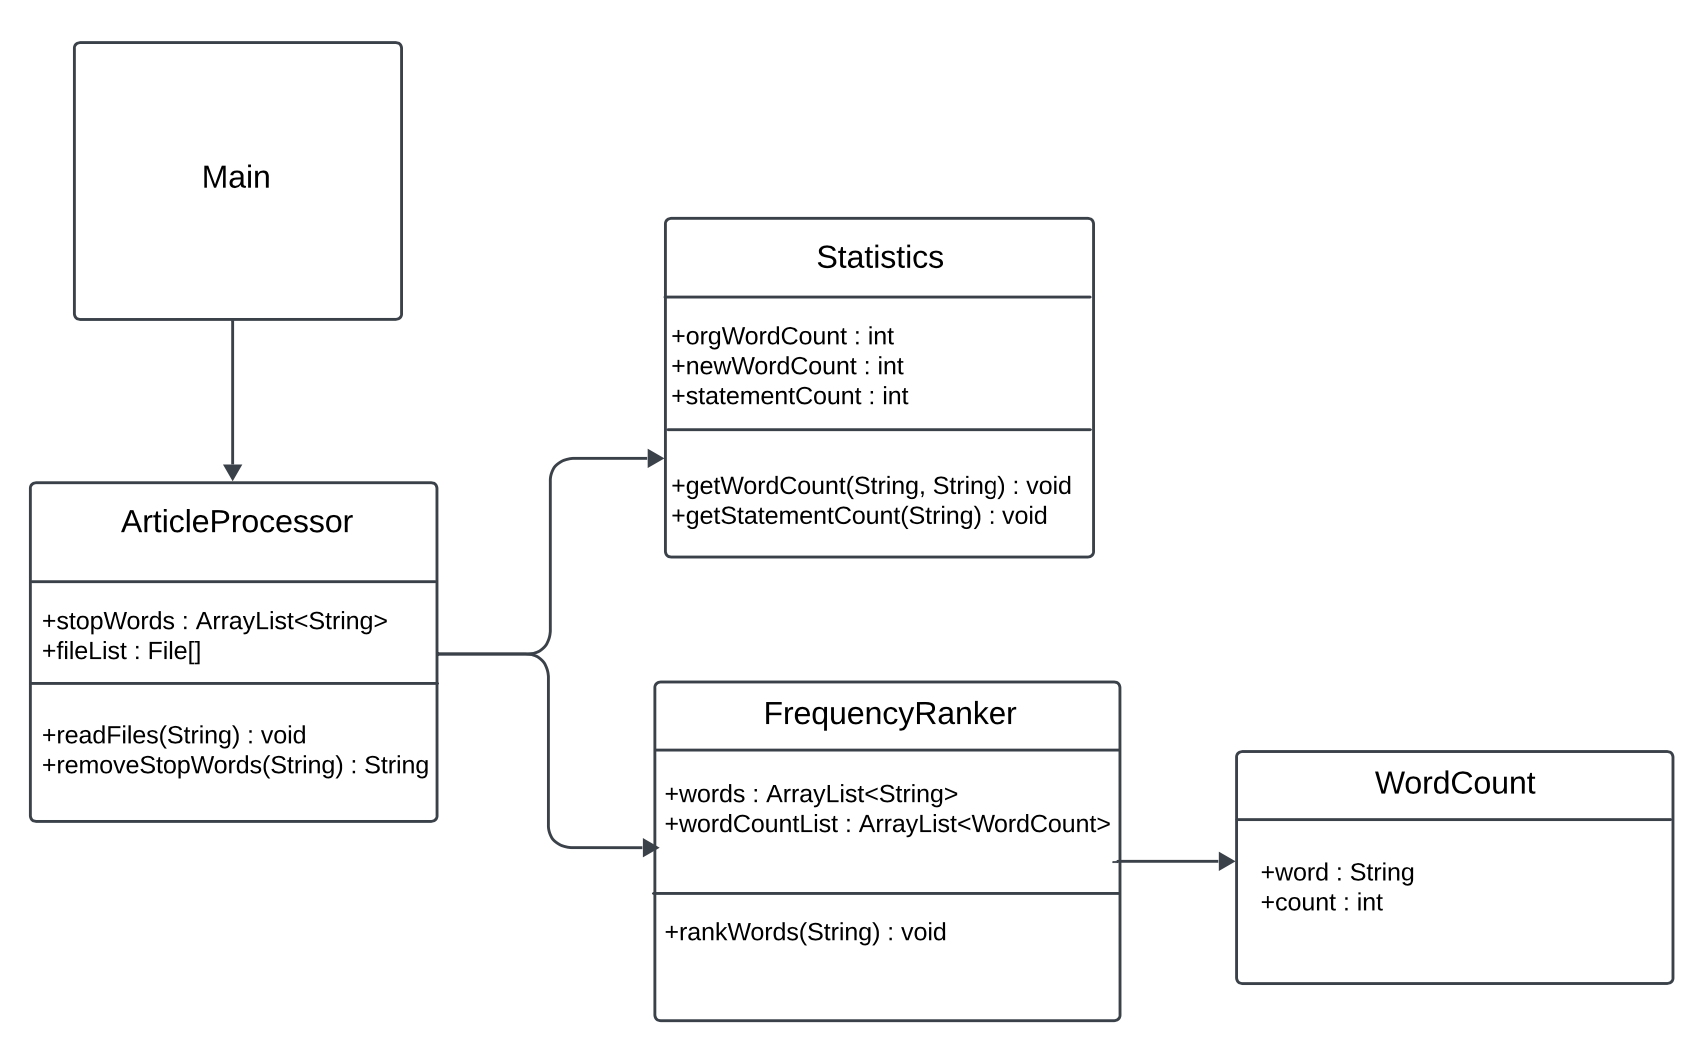 Main
Statistics
+orgWordCount : int
+newWordCount : int
+statementCount : int
+getWordCount(String, String) : void
+getStatementCount(String) : void
ArticleProcessor
+stopWords : ArrayList<String>
+fileList : File[]
+readFiles(String) : void
+removeStopWords(String) : String
FrequencyRanker
+words : ArrayList<String>
+wordCountList : ArrayList<WordCount>
+rankWords(String) : void
WordCount
+word : String
+count : int